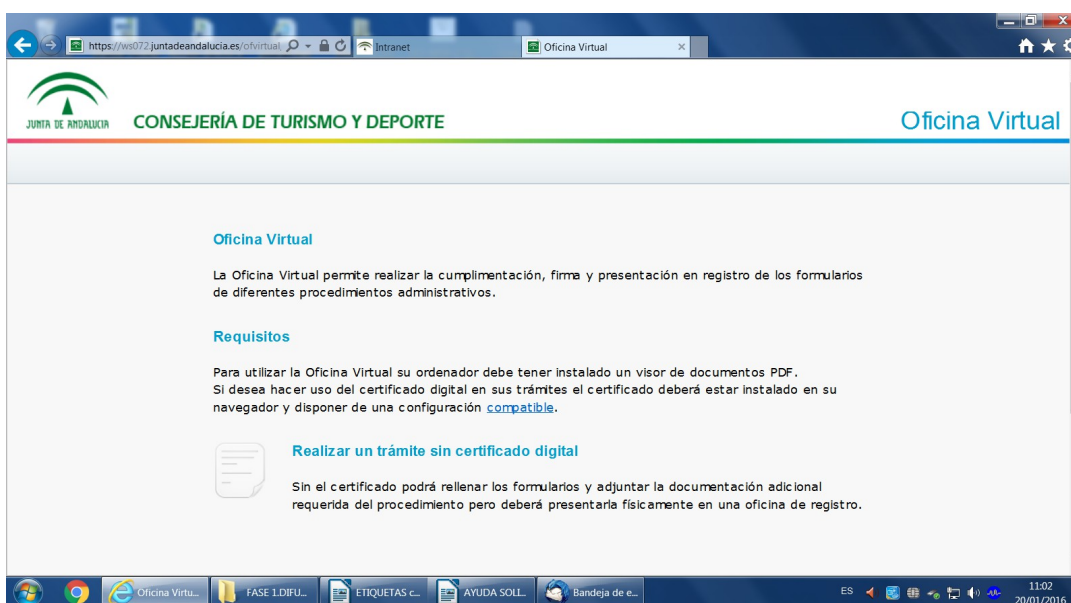 https://ws072.juntadeandalucia.es/ofvirtual
Intranet
Oficina Virtual
JUNTA DE ANDALUCIA
CONSEJERÍA DE TURISMO Y DEPORTE
Oficina Virtual
Oficina Virtual
La Oficina Virtual permite realizar la cumplimentación, firma y presentación en registro de los formularios
de diferentes procedimientos administrativos.
Requisitos
Para utilizar la Oficina Virtual su ordenador debe tener instalado un visor de documentos PDF.
Si desea hacer uso del certificado digital en sus trámites el certificado deberá estar instalado en su
navegador y disponer de una configuración compatible.
Realizar un trámite sin certificado digital
Sin el certificado podrá rellenar los formularios y adjuntar la documentación adicional
requerida del procedimiento pero deberá presentarla físicamente en una oficina de registro.
Oficina Virtu...
FASE 1.DIFU...
ETIQUETAS c...
AYUDA SOLI...
Bandeja de e...
ES
11:02
20/01/2016